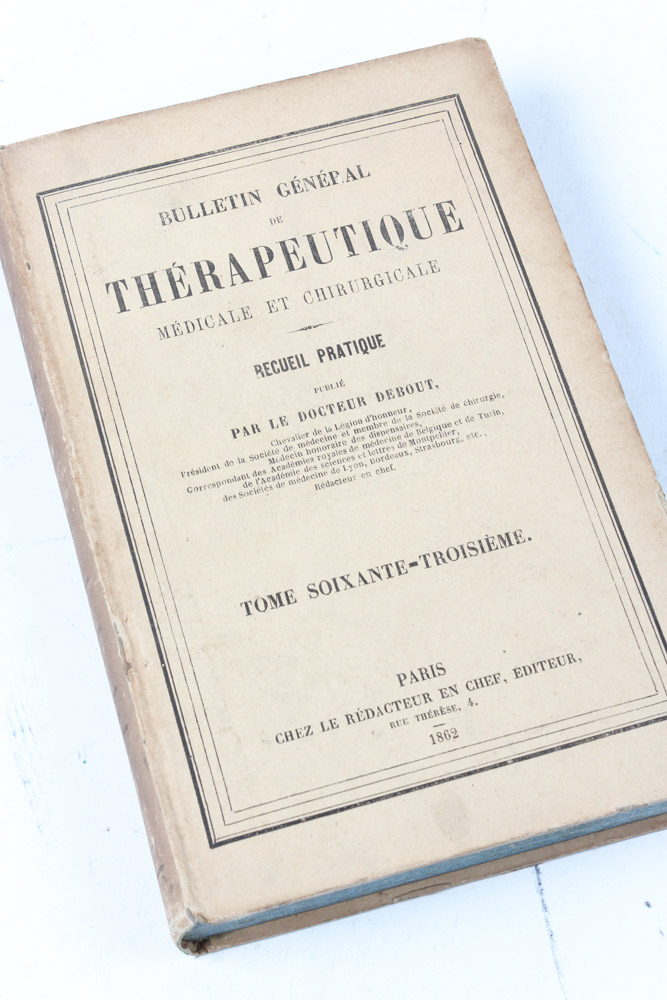 BULLETIN GÉNÉRAL
DE
THÉRAPEUTIQUE
MÉDICALE ET CHIRURGICALE
RECUEIL PRATIQUE
PUBLIÉ
PAR LE DOCTEUR DEBOUT,
Chevalier de la Légion d'honneur,
Président de la Société de médecine et membre de la Société de chirurgie,
Médecin honoraire des dispensaires,
Correspondant des Académies royales de médecine de Belgique et de Turin,
de l'Académie des sciences et lettres de Montpellier,
des Sociétés de médecine de Lyon, Bordeaux, Strasbourg, etc.,
Rédacteur en chef.
TOME SOIXANTE-TROISIÈME.
PARIS
CHEZ LE RÉDACTEUR EN CHEF, ÉDITEUR,
RUE THÉRÈSE, 4.
1862